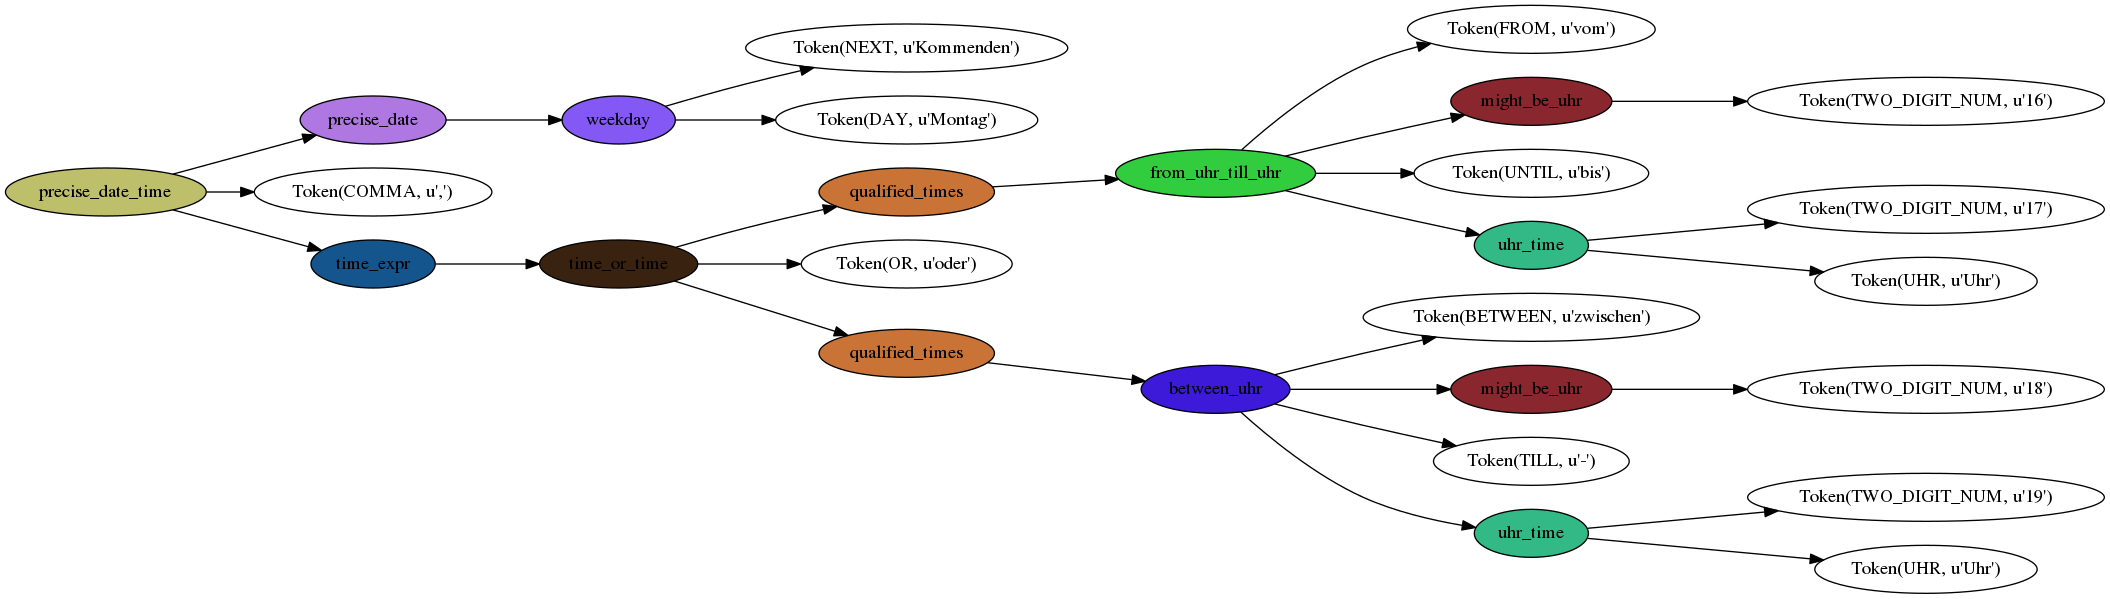 precise_date_time
precise_date
Token(COMMA, u',')
time_expr
weekday
time_or_time
Token(NEXT, u'Kommenden')
Token(DAY, u'Montag')
qualified_times
Token(OR, u'oder')
qualified_times
from_uhr_till_uhr
between_uhr
Token(FROM, u'vom')
might_be_uhr
Token(UNTIL, u'bis')
uhr_time
Token(BETWEEN, u'zwischen')
might_be_uhr
Token(TILL, u'-')
uhr_time
Token(TWO_DIGIT_NUM, u'16')
Token(TWO_DIGIT_NUM, u'17')
Token(UHR, u'Uhr')
Token(TWO_DIGIT_NUM, u'18')
Token(TWO_DIGIT_NUM, u'19')
Token(UHR, u'Uhr')